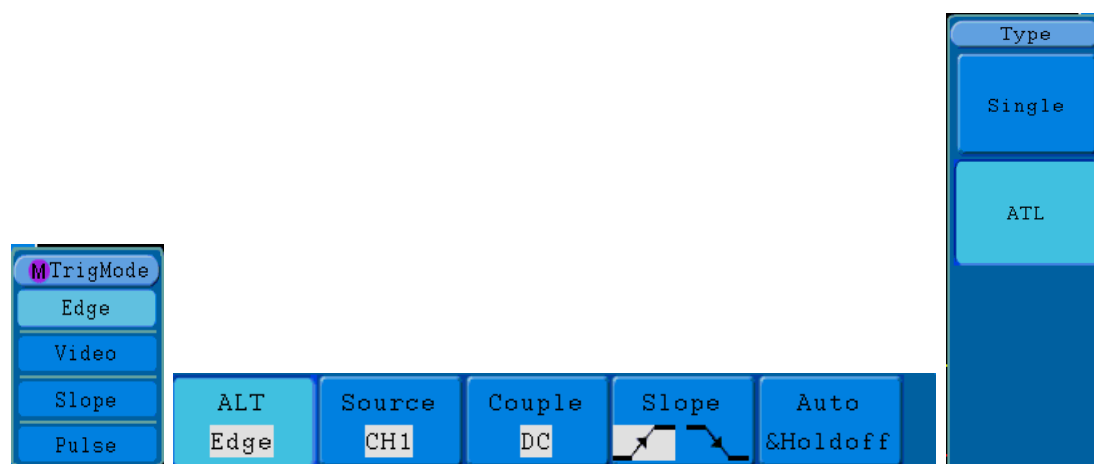 MTrigMode
Edge
Video
Slope
Pulse
ALT
Edge
Source
CH1
Couple
DC
Slope
Auto
&Holdoff
Type
Single
ATL